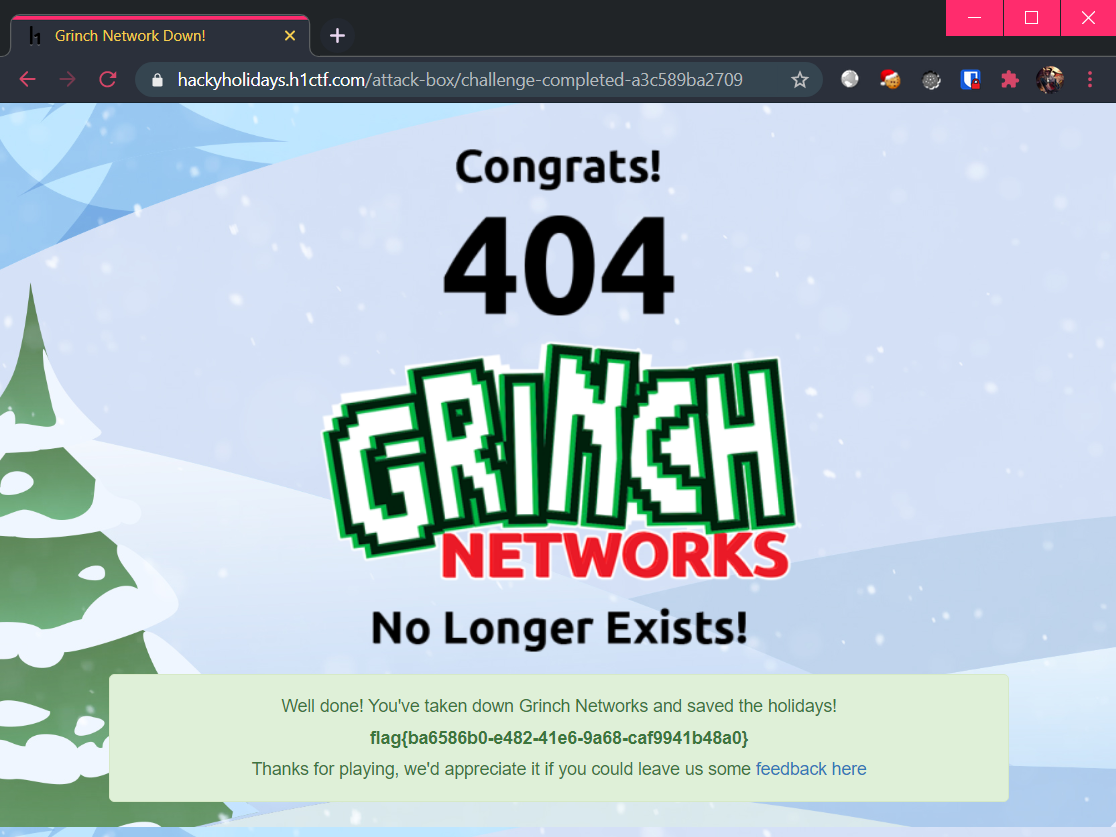 Grinch Network Down!
hackyholidays.h1ctf.com/attack-box/challenge-completed-a3c589ba2709
Congrats!
404
GRINCH
NETWORKS
No Longer Exists!
Well done! You've taken down Grinch Networks and saved the holidays!
flag{ba6586b0-e482-41e6-9a68-caf9941b48a0}
Thanks for playing, we'd appreciate it if you could leave us some feedback here